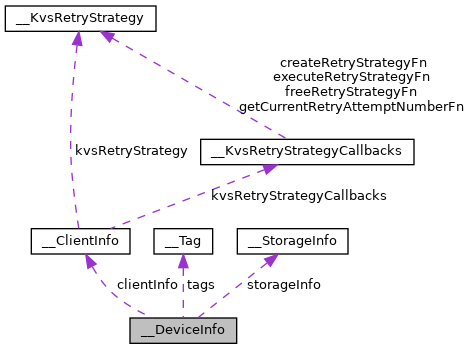 __KvsRetryStrategy
createRetryStrategyFn
executeRetryStrategyFn
freeRetryStrategyFn
getCurrentRetryAttemptNumberFn
kvsRetryStrategy
__KvsRetryStrategyCallbacks
kvsRetryStrategyCallbacks
__ClientInfo
__Tag
__StorageInfo
clientInfo
tags
storageInfo
__DeviceInfo